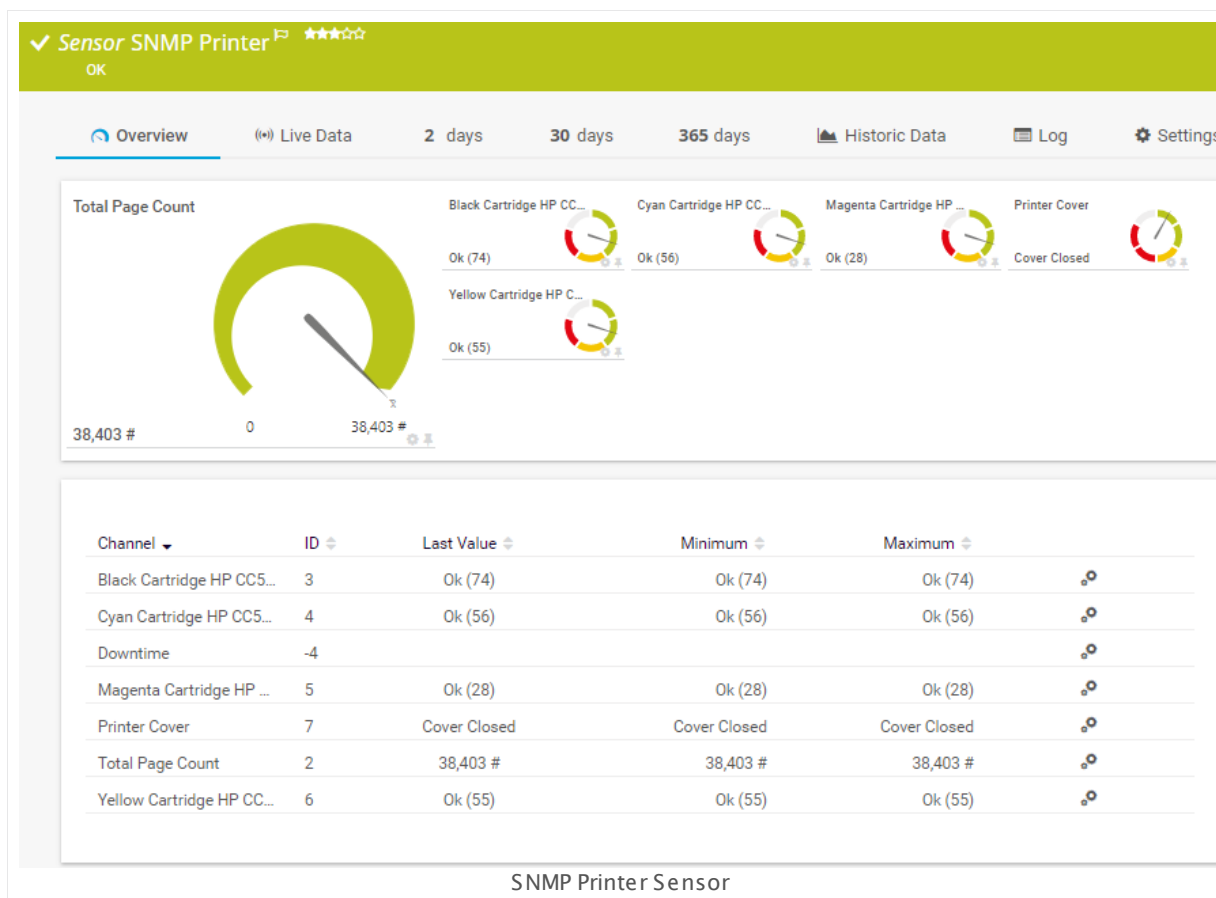 Sensor SNMP Printer
OK
Overview Live Data 2 days 30 days 365 days Historic Data Log Settings
Total Page Count
38,403 #
0
38,403 #
Black Cartridge HP CC...
Ok (74)
Cyan Cartridge HP CC...
Ok (56)
Magenta Cartridge HP ...
Ok (28)
Printer Cover
Cover Closed
Yellow Cartridge HP C...
Ok (55)
Channel ID Last Value Minimum Maximum
Black Cartridge HP CC5... 3 Ok (74) Ok (74) Ok (74)
Cyan Cartridge HP CC5... 4 Ok (56) Ok (56) Ok (56)
Downtime -4
Magenta Cartridge HP ... 5 Ok (28) Ok (28) Ok (28)
Printer Cover 7 Cover Closed Cover Closed Cover Closed
Total Page Count 2 38,403 # 38,403 # 38,403 #
Yellow Cartridge HP CC... 6 Ok (55) Ok (55) Ok (55)
SNMP Printer Sensor